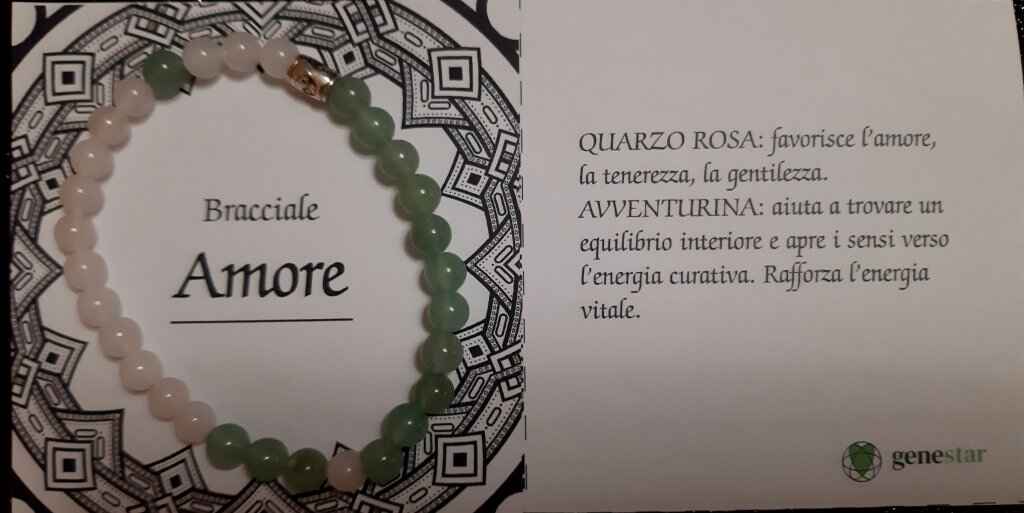 Bracciale
Amore
QUARZO ROSA: favorisce l'amore,
la tenerezza, la gentilezza.
AVVENTURINA: aiuta a trovare un
equilibrio interiore e apre i sensi verso
l'energia curativa. Rafforza l'energia
vitale.
genestar